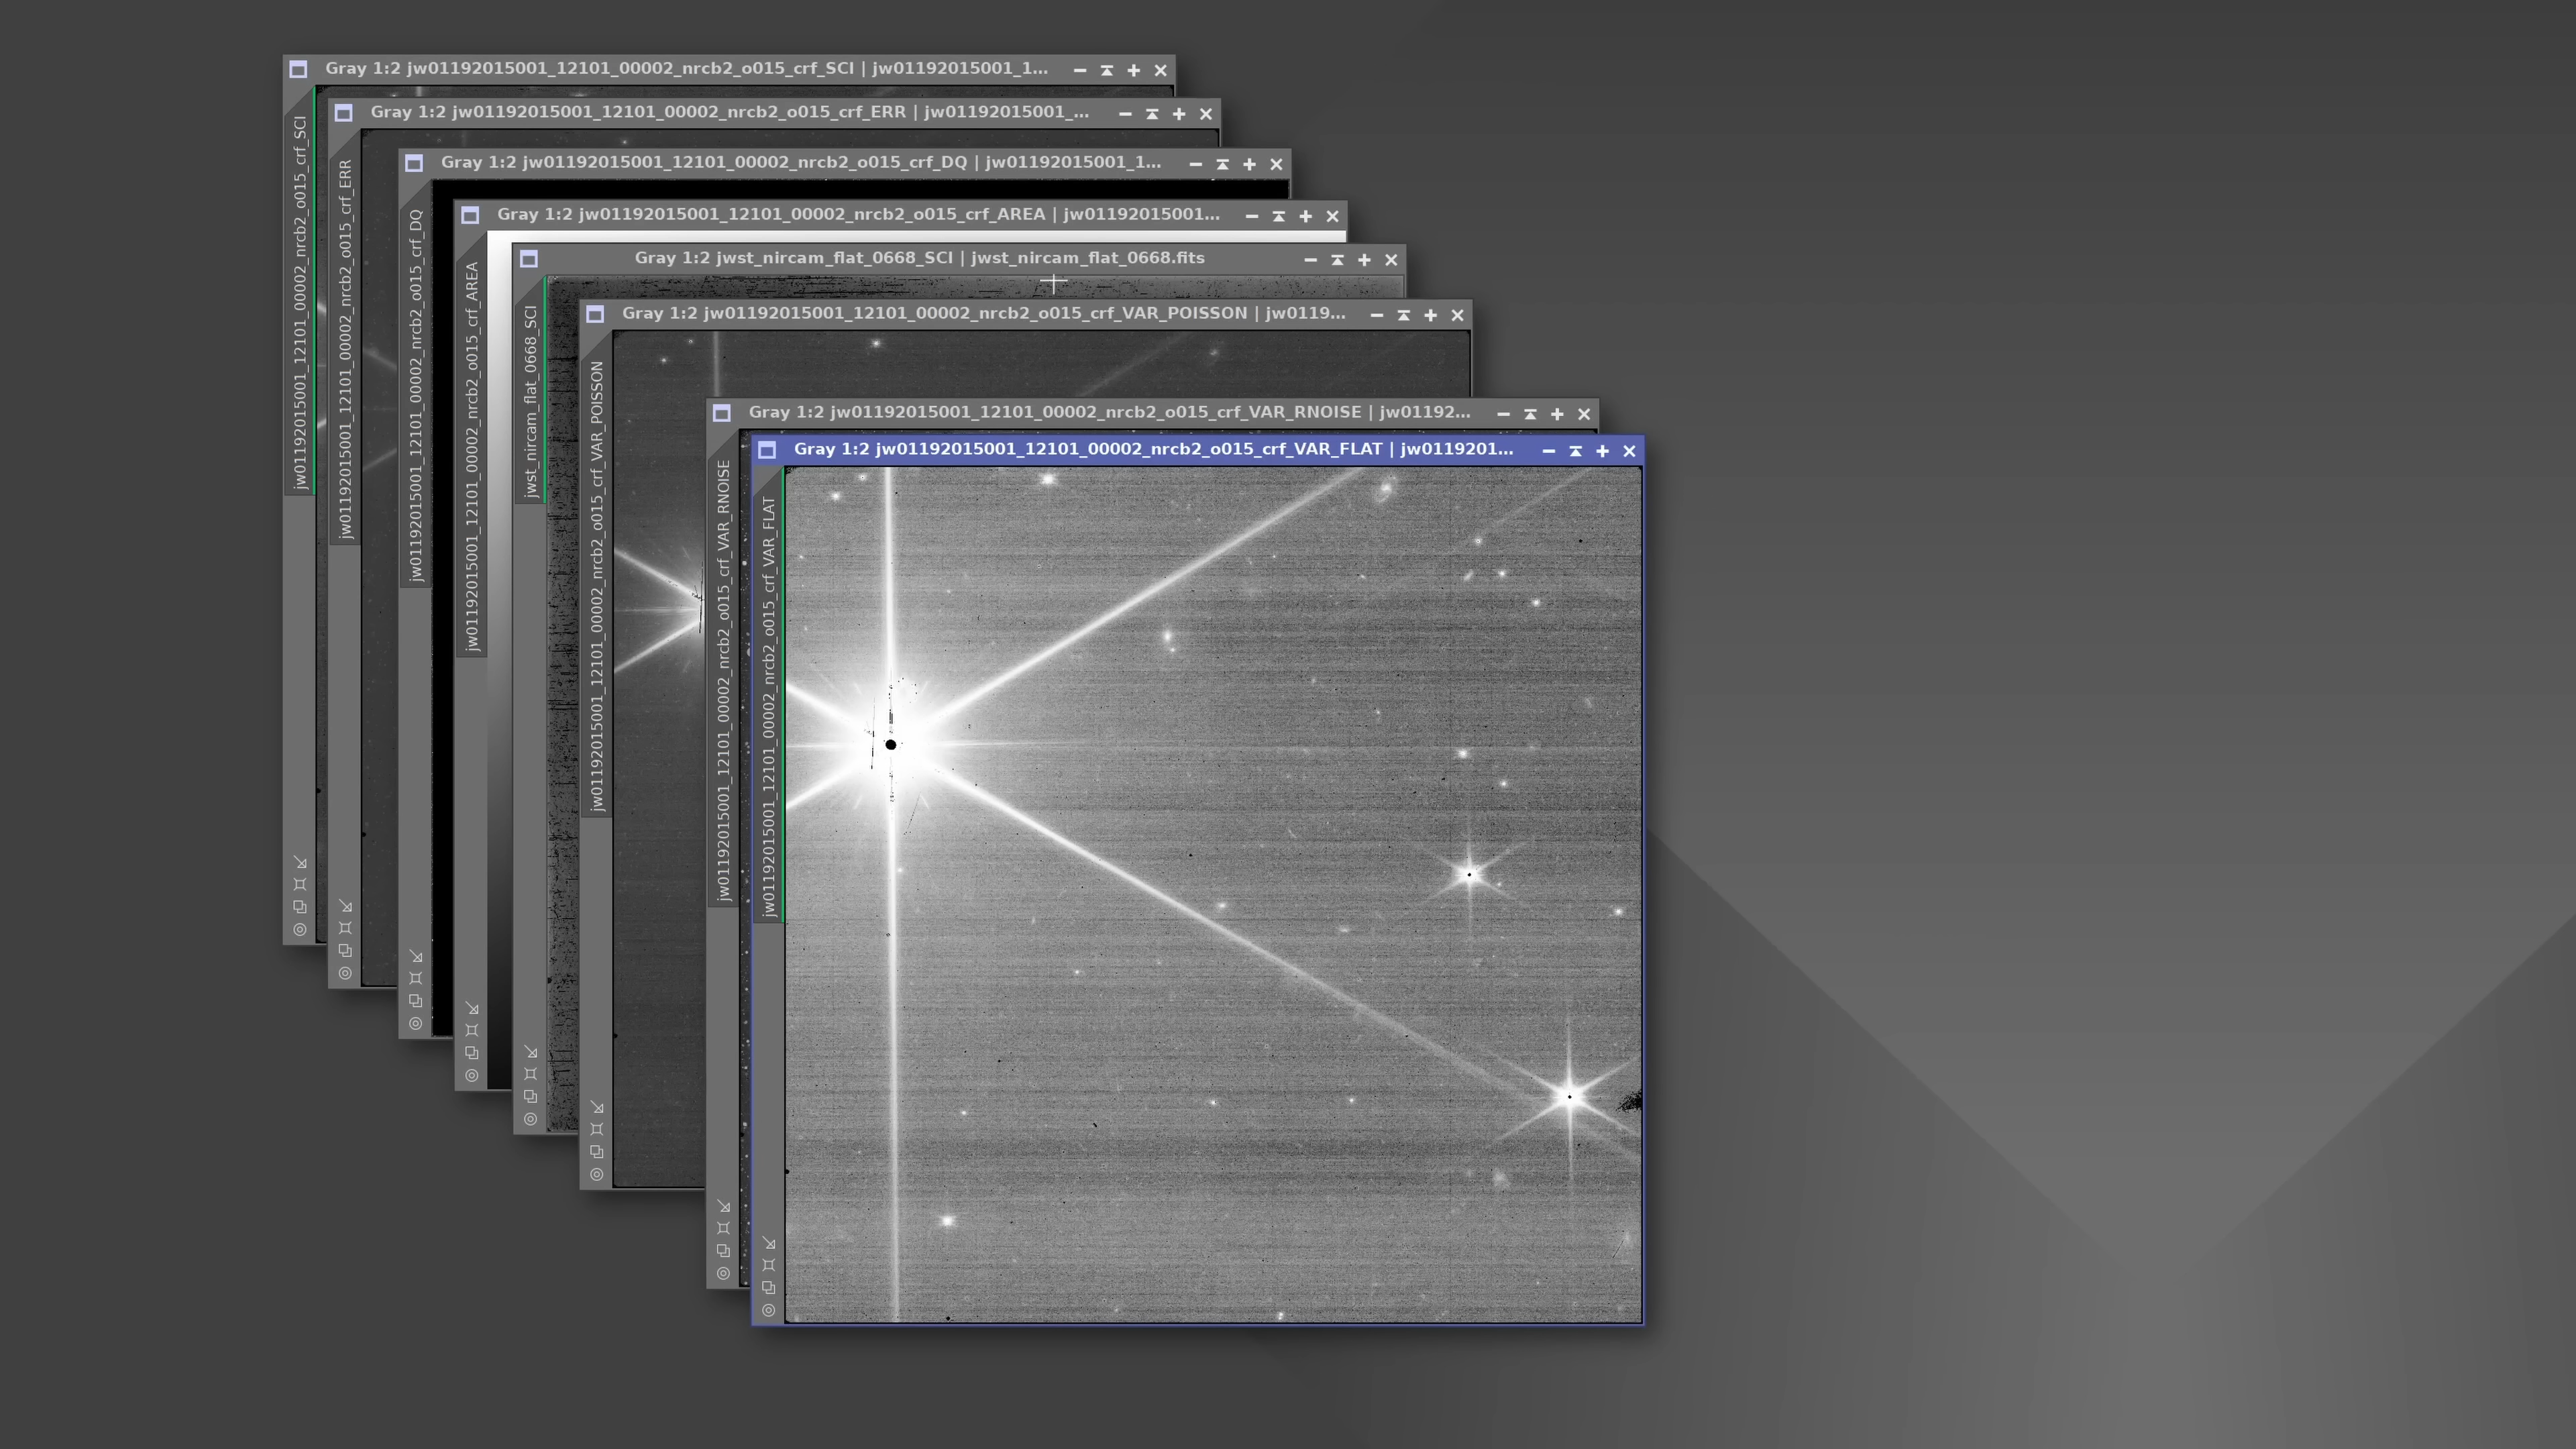 Gray 1:2 jw01192015001_12101_00002_nrcb2_o015_crf_SCI | jw01192015001_1...
jw01192015001_12101_00002_nrcb2_o015_crf_SCI
Gray 1:2 jw01192015001_12101_00002_nrcb2_o015_crf_ERR | jw01192015001_...
jw01192015001_12101_00002_nrcb2_o015_crf_ERR
Gray 1:2 jw01192015001_12101_00002_nrcb2_o015_crf_DQ | jw01192015001_1...
jw01192015001_12101_00002_nrcb2_o015_crf_DQ
Gray 1:2 jw01192015001_12101_00002_nrcb2_o015_crf_AREA | jw01192015001...
jw01192015001_12101_00002_nrcb2_o015_crf_AREA
Gray 1:2 jwst_nircam_flat_0668_SCI | jwst_nircam_flat_0668.fits
jwst_nircam_flat_0668_SCI
Gray 1:2 jw01192015001_12101_00002_nrcb2_o015_crf_VAR_POISSON | jw0119...
jw01192015001_12101_00002_nrcb2_o015_crf_VAR_POISSON
Gray 1:2 jw01192015001_12101_00002_nrcb2_o015_crf_VAR_RNOISE | jw01192...
jw01192015001_12101_00002_nrcb2_o015_crf_VAR_RNOISE
Gray 1:2 jw01192015001_12101_00002_nrcb2_o015_crf_VAR_FLAT | jw0119201...
jw01192015001_12101_00002_nrcb2_o015_crf_VAR_FLAT